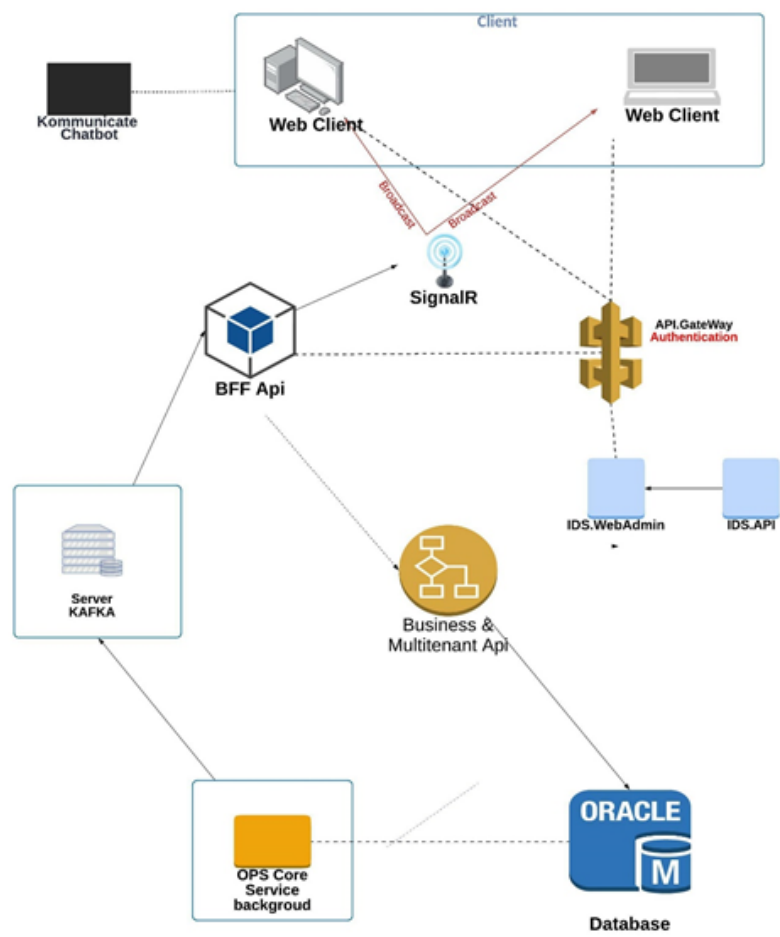 Client
Kommunicate
Chatbot
Web Client
Web Client
Broadcast
Broadcast
SignalR
API.GateWay
Authentication
BFF Api
IDS.WebAdmin
IDS.API
Server
KAFKA
Business &
Multitenant Api
ORACLE
M
OPS Core
Service
backgroud
Database